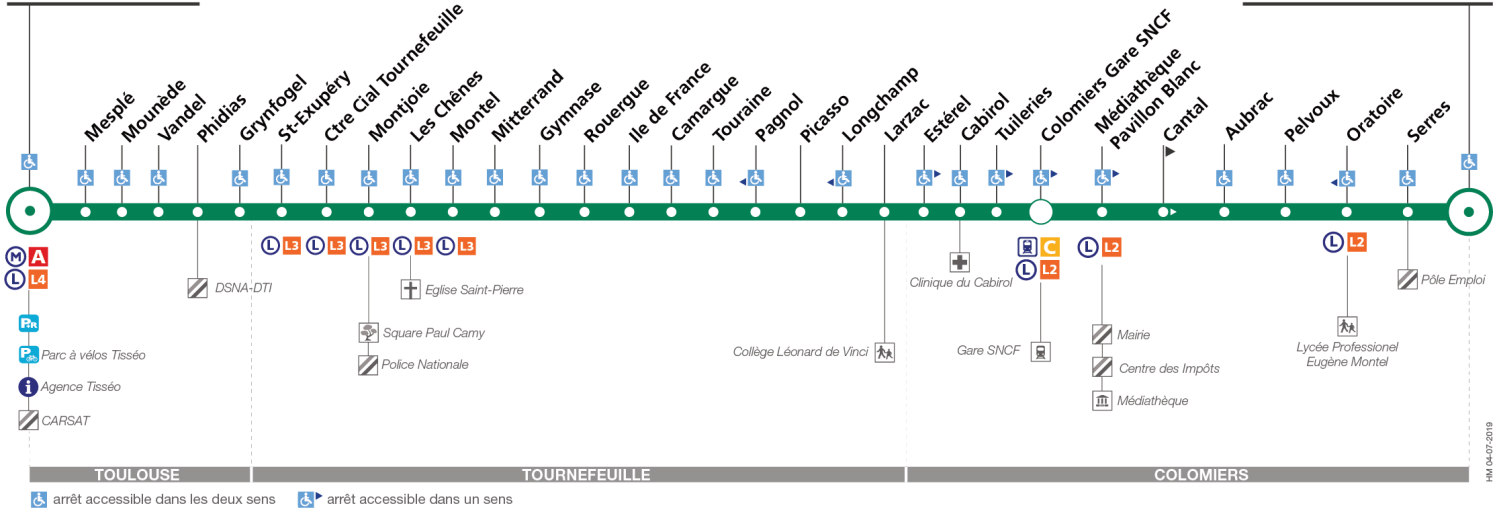 Mesplé
Mounède
Vandel
Phidias
Grynfogel
St-Exupéry
Ctre Cial Tournefeuille
Montjoie
Les Chênes
Montel
Mitterrand
Gymnase
Rouergue
Ile de France
Camargue
Touraine
Pagnol
Picasso
Longchamp
Larzac
Estérel
Cabirol
Tuileries
Colomiers Gare SNCF
Médiathèque
Pavillon Blanc
Cantal
Aubrac
Pelvoux
Oratoire
Serres
M A
L L4
L L3
L L3
L L3
L L3
L L3
C
L L2
L L2
L L2
P+R
P
Parc à vélos Tisséo
i
Agence Tisséo
CARSAT
DSNA-DTI
Eglise Saint-Pierre
Square Paul Camy
Police Nationale
Collège Léonard de Vinci
Clinique du Cabirol
Gare SNCF
Mairie
Centre des Impôts
Médiathèque
Lycée Professionel
Eugène Montel
Pôle Emploi
TOULOUSE
TOURNEFEUILLE
COLOMIERS
arrêt accessible dans les deux sens
arrêt accessible dans un sens
HM 04-07-2019